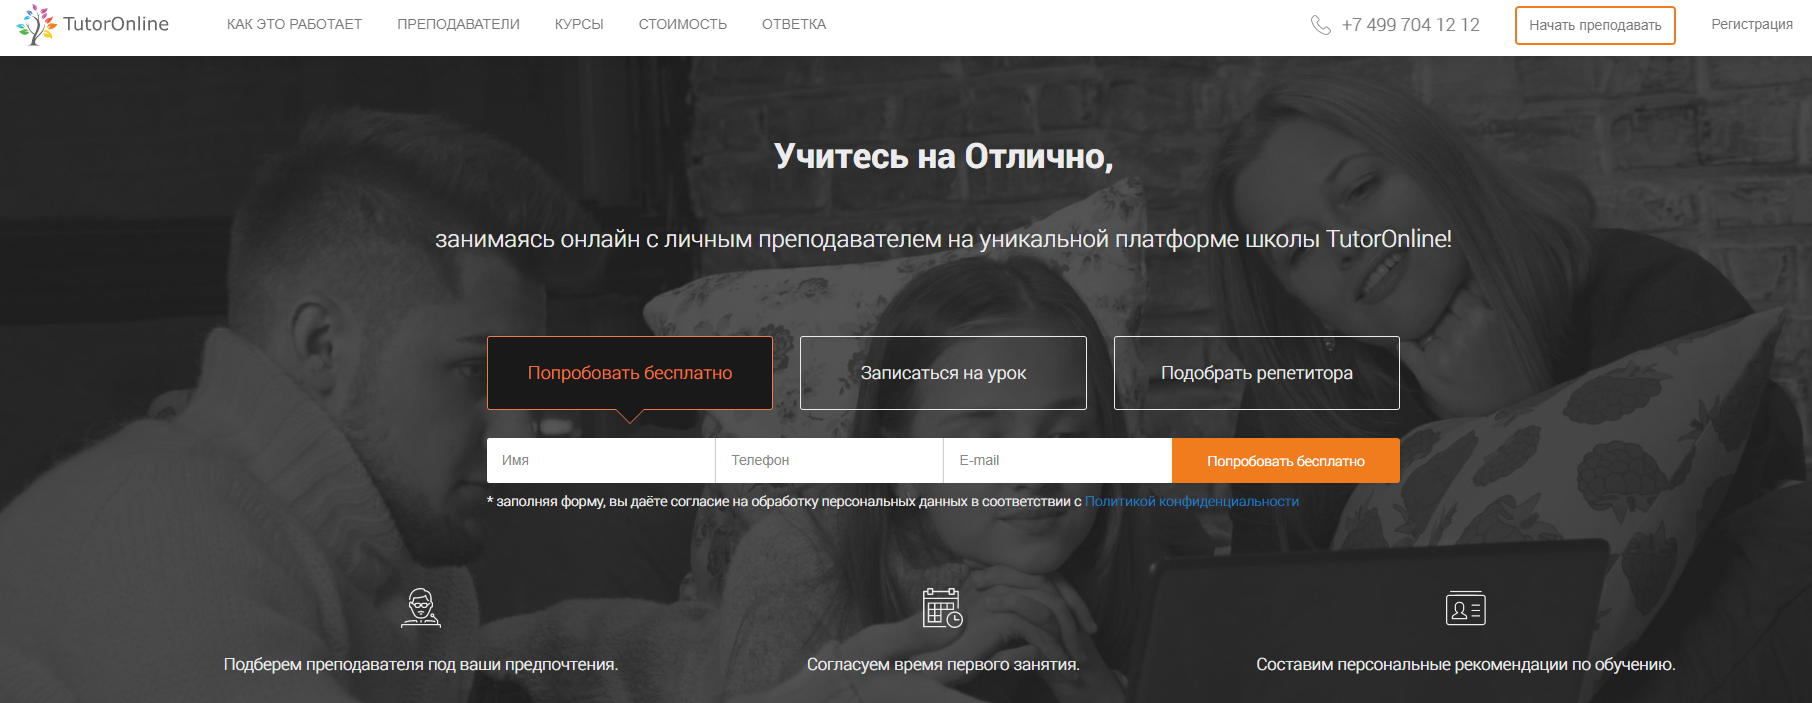 TutorOnline
КАК ЭТО РАБОТАЕТ
ПРЕПОДАВАТЕЛИ
КУРСЫ
СТОИМОСТЬ
ОТВЕТКА
+7 499 704 12 12
Начать преподавать
Регистрация
Учитесь на Отлично,
занимаясь онлайн с личным преподавателем на уникальной платформе школы TutorOnline!
Попробовать бесплатно
Записаться на урок
Подобрать репетитора
Имя
Телефон
E-mail
Попробовать бесплатно
* заполняя форму, вы даёте согласие на обработку персональных данных в соответствии с Политикой конфиденциальности
Подберем преподавателя под ваши предпочтения.
Согласуем время первого занятия.
Составим персональные рекомендации по обучению.